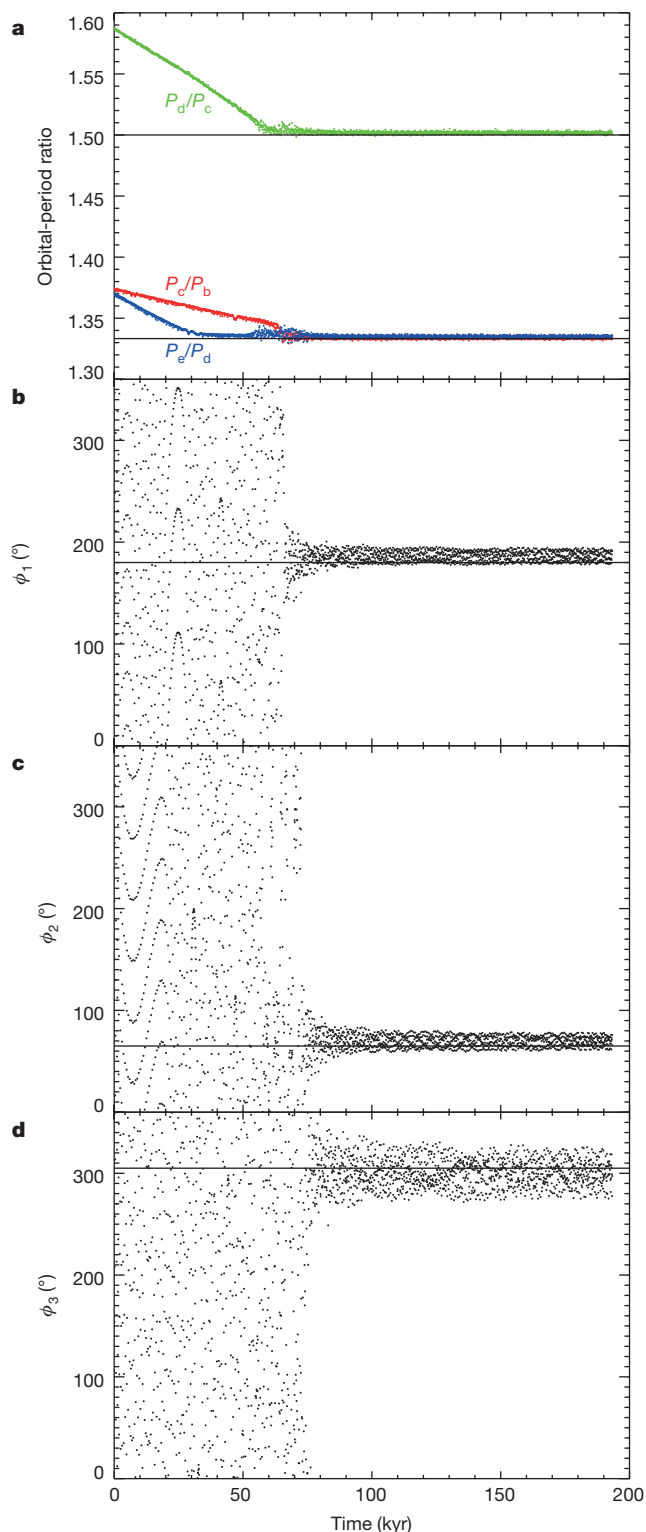 a
1.60
1.55
1.50
1.45
1.40
1.35
1.30
Orbital-period ratio
P_d/P_c
P_c/P_b
P_e/P_d
b
300
200
100
0
ϕ_1 (°)
c
300
200
100
0
ϕ_2 (°)
d
300
200
100
0
ϕ_3 (°)
0 50 100 150 200
Time (kyr)